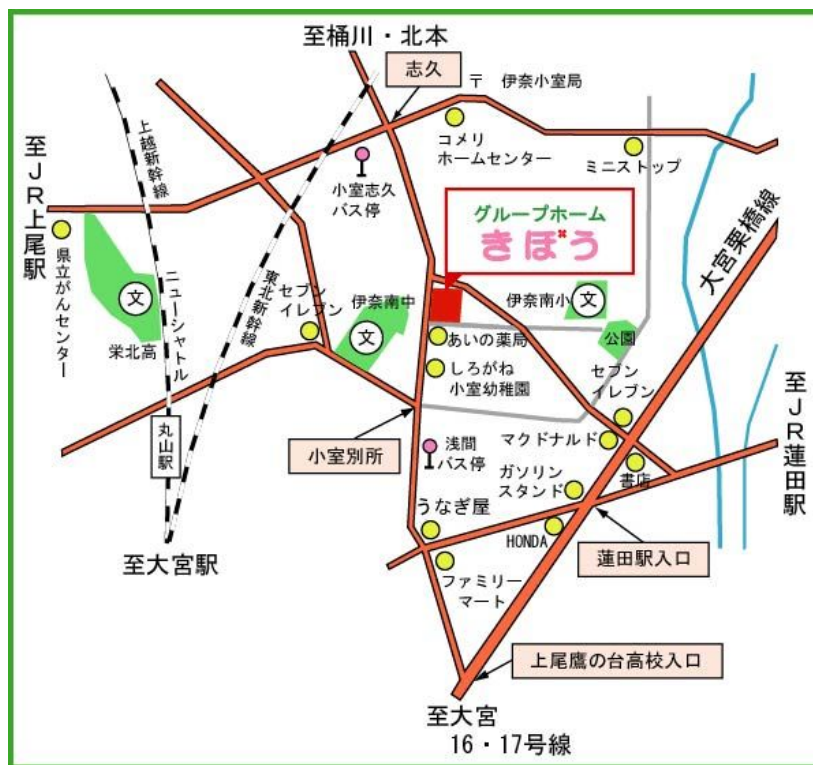 至桶川・北本
志久
〒 伊奈小室局
コメリ
ホームセンター
ミニストップ
上越新幹線
至JR上尾駅
小室志久
バス停
グループホーム
きぼう
大宮栗橋線
県立がんセンター
文
栄北高
ニューシャトル
東北新幹線
セブン
イレブン
伊奈南中
文
伊奈南小
文
公園
あいの薬局
しろがね
小室幼稚園
セブン
イレブン
至JR蓮田駅
丸山駅
小室別所
浅間
バス停
マクドナルド
ガソリン
スタンド
書店
うなぎ屋
HONDA
至大宮駅
ファミリー
マート
蓮田駅入口
上尾鷹の台高校入口
至大宮
16・17号線